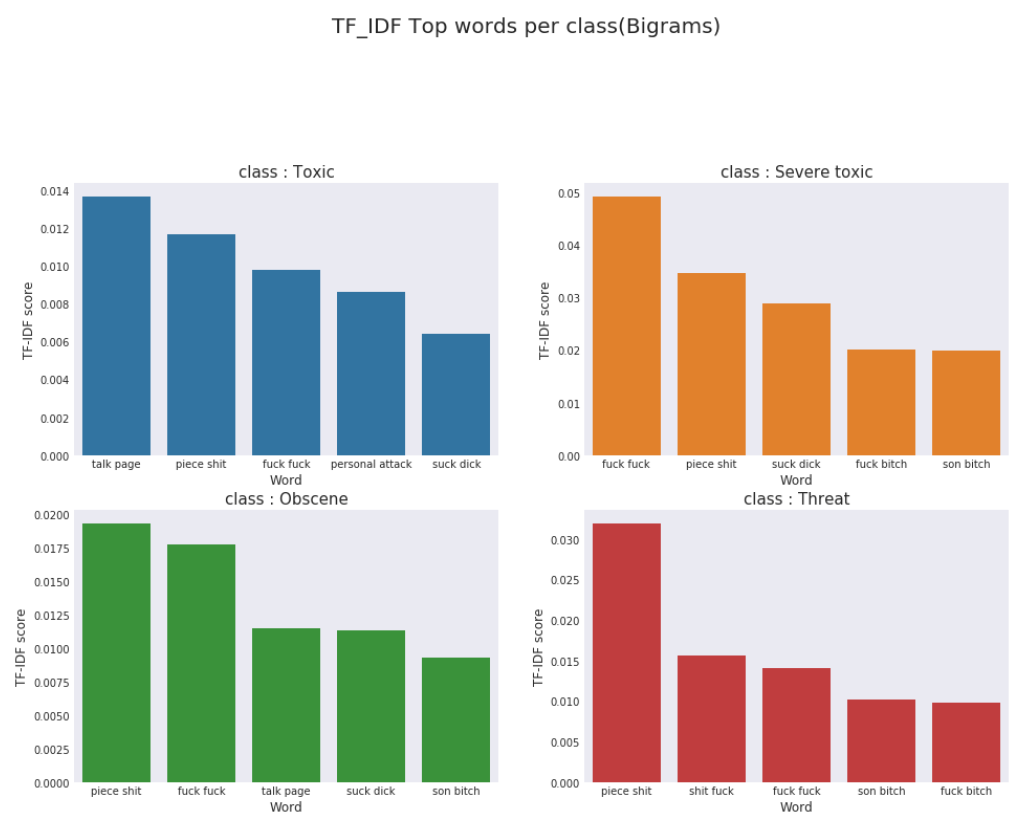 TF_IDF Top words per class(Bigrams)
class : Toxic
TF-IDF score
0.014
0.012
0.010
0.008
0.006
0.004
0.002
0.000
talk page piece shit fuck fuck personal attack suck dick
Word
class : Severe toxic
TF-IDF score
0.05
0.04
0.03
0.02
0.01
0.00
fuck fuck piece shit suck dick fuck bitch son bitch
Word
class : Obscene
TF-IDF score
0.0200
0.0175
0.0150
0.0125
0.0100
0.0075
0.0050
0.0025
0.0000
piece shit fuck fuck talk page suck dick son bitch
Word
class : Threat
TF-IDF score
0.030
0.025
0.020
0.015
0.010
0.005
0.000
piece shit shit fuck fuck fuck son bitch fuck bitch
Word